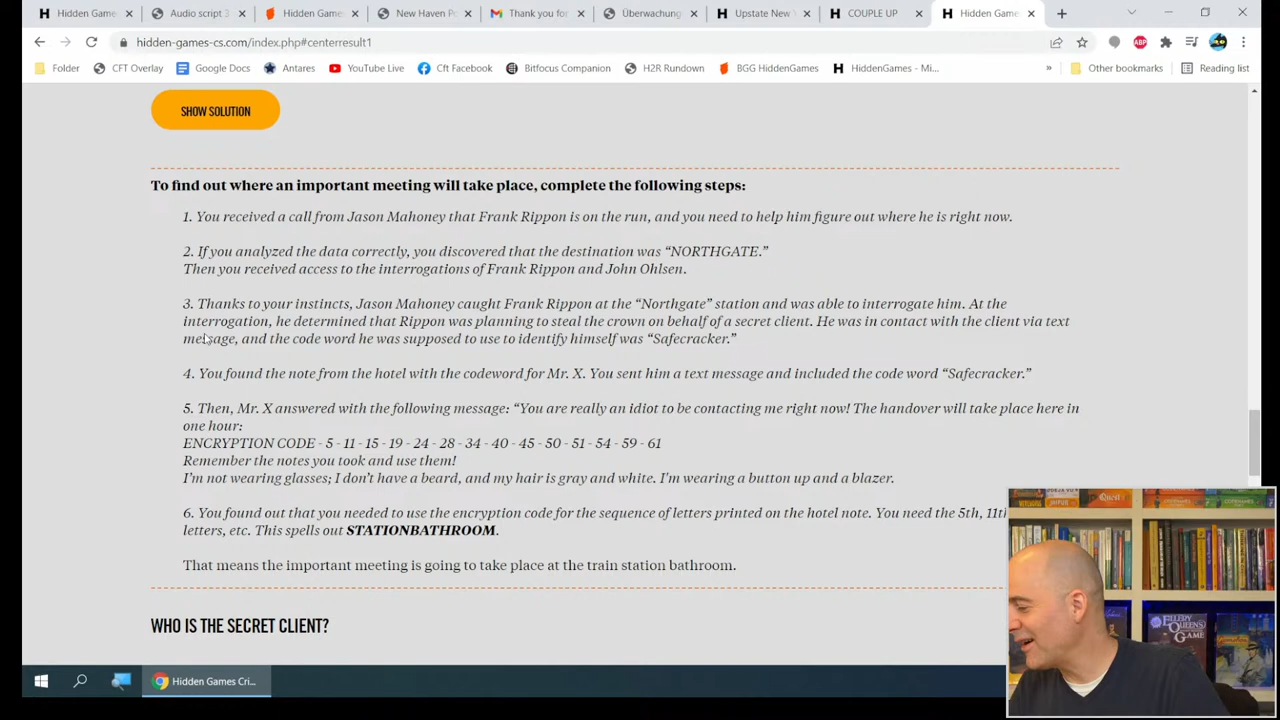 Hidden Game
Audio script 3
Hidden Game
New Haven Po
Thank you for
Überwachung
Upstate New Y
COUPLE UP
Hidden Game
hidden-games-cs.com/index.php#centerresult1
Folder
CFT Overlay
Google Docs
Antares
YouTube Live
Cft Facebook
Bitfocus Companion
H2R Rundown
BGG HiddenGames
HiddenGames - Mi...
»
Other bookmarks
Reading list
SHOW SOLUTION
To find out where an important meeting will take place, complete the following steps:
1. You received a call from Jason Mahoney that Frank Rippon is on the run, and you need to help him figure out where he is right now.
2. If you analyzed the data correctly, you discovered that the destination was “NORTHGATE.”
Then you received access to the interrogations of Frank Rippon and John Ohlsen.
3. Thanks to your instincts, Jason Mahoney caught Frank Rippon at the “Northgate” station and was able to interrogate him. At the
interrogation, he determined that Rippon was planning to steal the crown on behalf of a secret client. He was in contact with the client via text
message, and the code word he was supposed to use to identify himself was “Safecracker.”
4. You found the note from the hotel with the codeword for Mr. X. You sent him a text message and included the code word “Safecracker.”
5. Then, Mr. X answered with the following message: “You are really an idiot to be contacting me right now! The handover will take place here in
one hour:
ENCRYPTION CODE - 5 - 11 - 15 - 19 - 24 - 28 - 34 - 40 - 45 - 50 - 51 - 54 - 59 - 61
Remember the notes you took and use them!
I’m not wearing glasses; I don’t have a beard, and my hair is gray and white. I’m wearing a button up and a blazer.
6. You found out that you needed to use the encryption code for the sequence of letters printed on the hotel note. You need the 5th, 11th
letters, etc. This spells out STATIONBATHROOM.
That means the important meeting is going to take place at the train station bathroom.
WHO IS THE SECRET CLIENT?
Hidden Games Cri...
ELLERY QUEEN'S
GAME